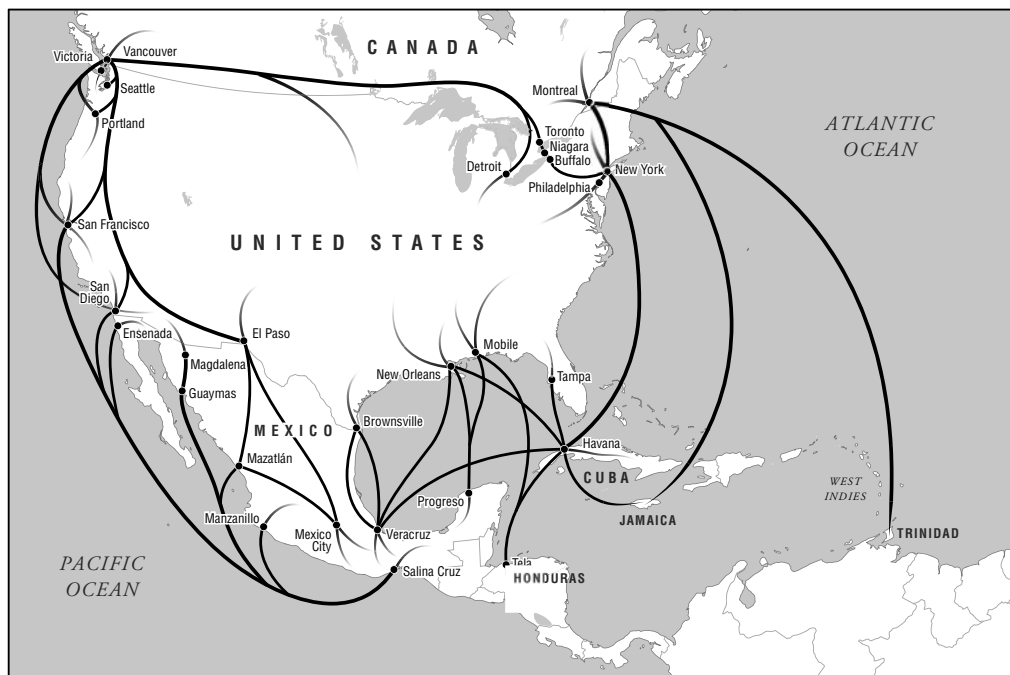 CANADA
Victoria
Vancouver
Seattle
Portland
Montreal
Toronto
Niagara
Buffalo
Detroit
New York
Philadelphia
ATLANTIC
OCEAN
San Francisco
UNITED STATES
San
Diego
Ensenada
El Paso
Magdalena
Guaymas
Mobile
New Orleans
Tampa
Brownsville
MEXICO
Havana
Mazatlán
CUBA
WEST
INDIES
Progreso
Manzanillo
Mexico
City
Veracruz
JAMAICA
TRINIDAD
PACIFIC
OCEAN
Salina Cruz
Tela
HONDURAS